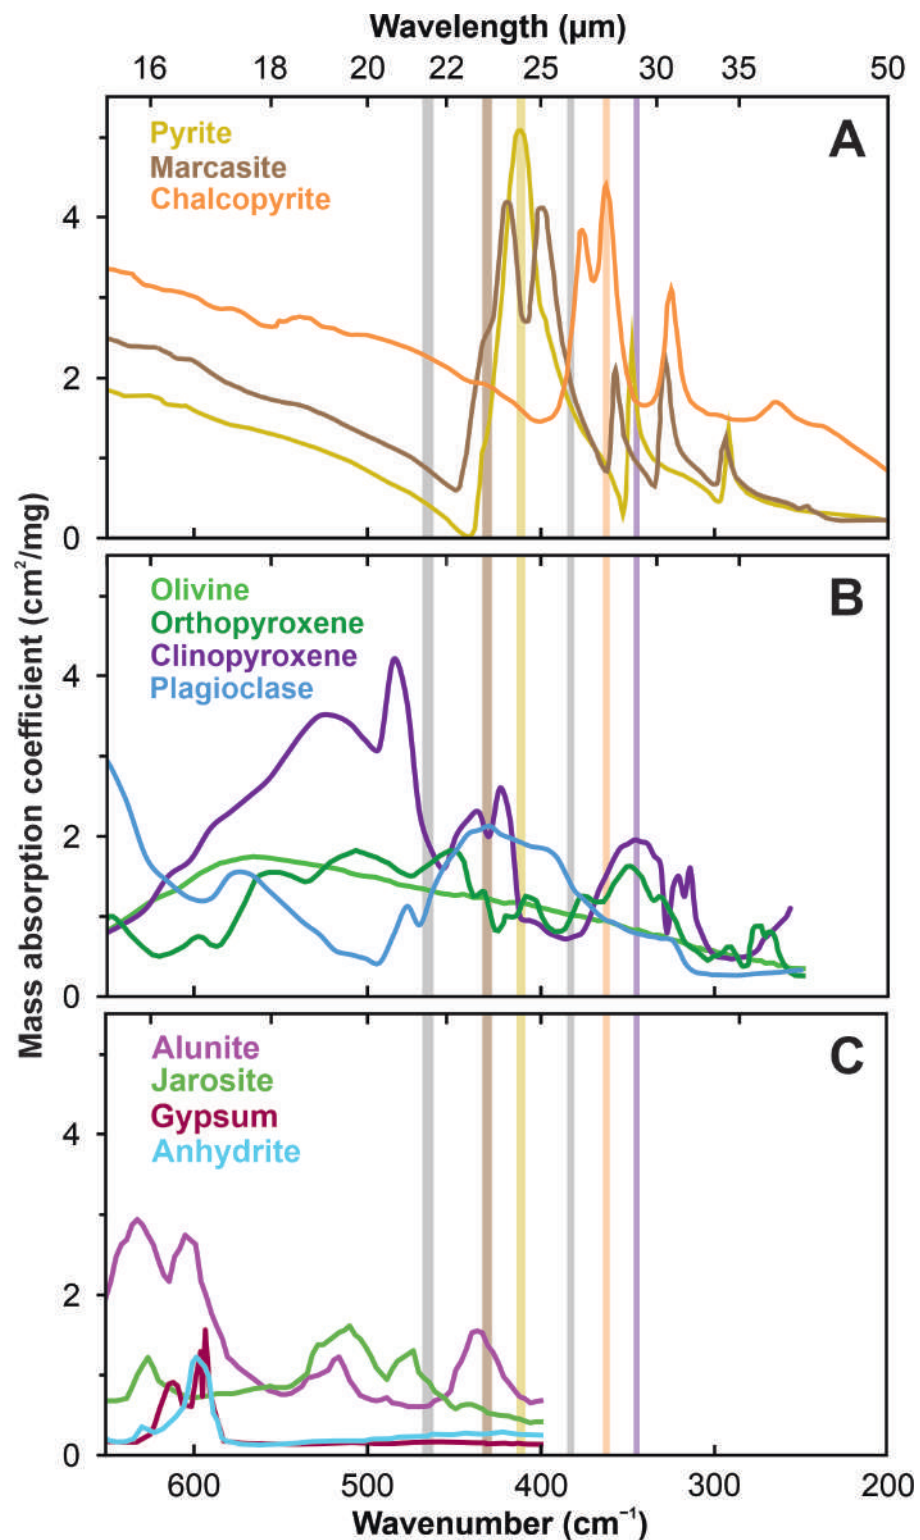 Wavelength (µm)
16 18 20 22 25 30 35 50
A
Pyrite
Marcasite
Chalcopyrite
4
2
0
B
Olivine
Orthopyroxene
Clinopyroxene
Plagioclase
4
2
0
Mass absorption coefficient (cm²/mg)
C
Alunite
Jarosite
Gypsum
Anhydrite
4
2
0
600 500 400 300 200
Wavenumber (cm⁻¹)